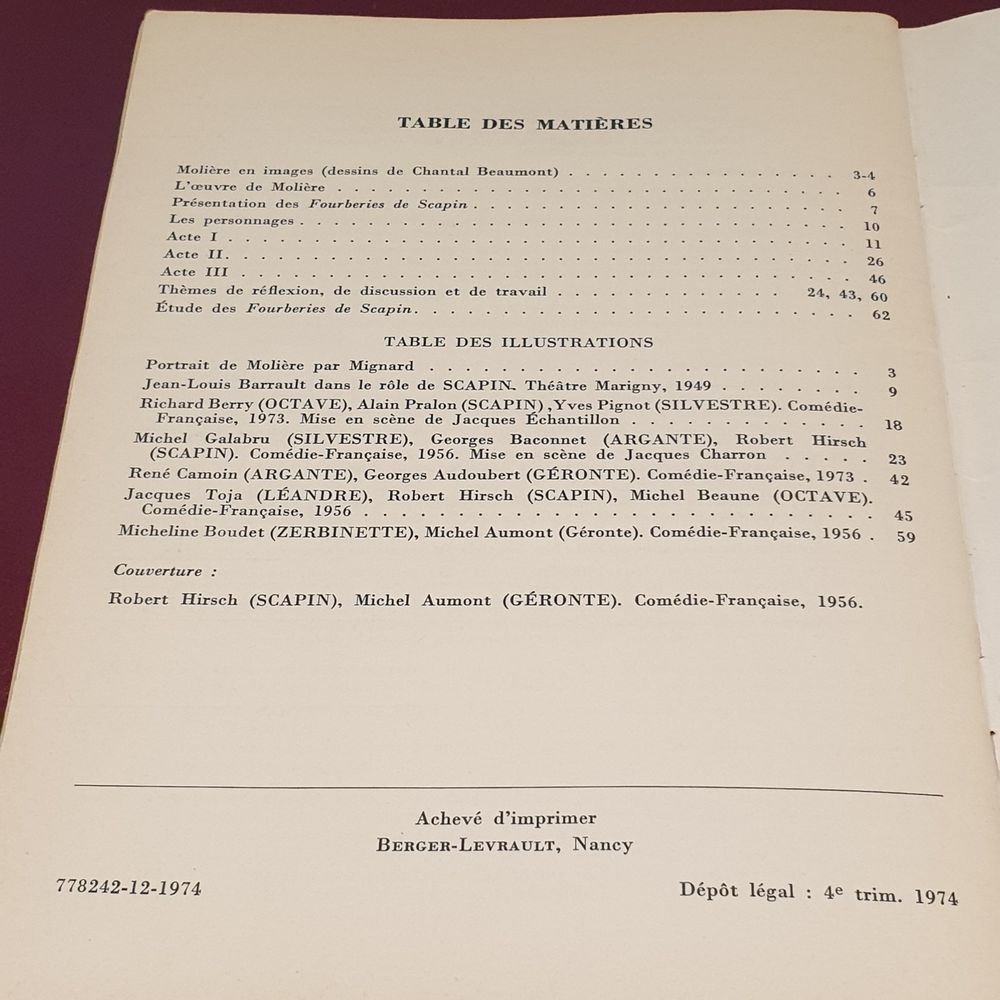 TABLE DES MATIÈRES
Molière en images (dessins de Chantal Beaumont) . . . . . . . . . . . . . . . 3-4
L'œuvre de Molière . . . . . . . . . . . . . . . . . . . . . . . . . . . . 6
Présentation des Fourberies de Scapin . . . . . . . . . . . . . . . . . . . . 7
Les personnages . . . . . . . . . . . . . . . . . . . . . . . . . . . . . . 10
Acte I . . . . . . . . . . . . . . . . . . . . . . . . . . . . . . . . . . 11
Acte II. . . . . . . . . . . . . . . . . . . . . . . . . . . . . . . . . . 26
Acte III . . . . . . . . . . . . . . . . . . . . . . . . . . . . . . . . . 46
Thèmes de réflexion, de discussion et de travail . . . . . . . . . . . . . 24, 43, 60
Étude des Fourberies de Scapin. . . . . . . . . . . . . . . . . . . . . . . 62
TABLE DES ILLUSTRATIONS
Portrait de Molière par Mignard . . . . . . . . . . . . . . . . . . . . . . 3
Jean-Louis Barrault dans le rôle de SCAPIN. Théâtre Marigny, 1949 . . . . . . . . 9
Richard Berry (OCTAVE), Alain Pralon (SCAPIN) ,Yves Pignot (SILVESTRE). Comédie-
Française, 1973. Mise en scène de Jacques Échantillon . . . . . . . . . . . . 18
Michel Galabru (SILVESTRE), Georges Baconnet (ARGANTE), Robert Hirsch
(SCAPIN). Comédie-Française, 1956. Mise en scène de Jacques Charron . . . . . 23
René Camoin (ARGANTE), Georges Audoubert (GÉRONTE). Comédie-Française, 1973 . 42
Jacques Toja (LÉANDRE), Robert Hirsch (SCAPIN), Michel Beaune (OCTAVE).
Comédie-Française, 1956 . . . . . . . . . . . . . . . . . . . . . . . . . . 45
Micheline Boudet (ZERBINETTE), Michel Aumont (Géronte). Comédie-Française, 1956 . 59
Couverture :
Robert Hirsch (SCAPIN), Michel Aumont (GÉRONTE). Comédie-Française, 1956.
Achevé d'imprimer
BERGER-LEVRAULT, Nancy
778242-12-1974
Dépôt légal : 4e trim. 1974